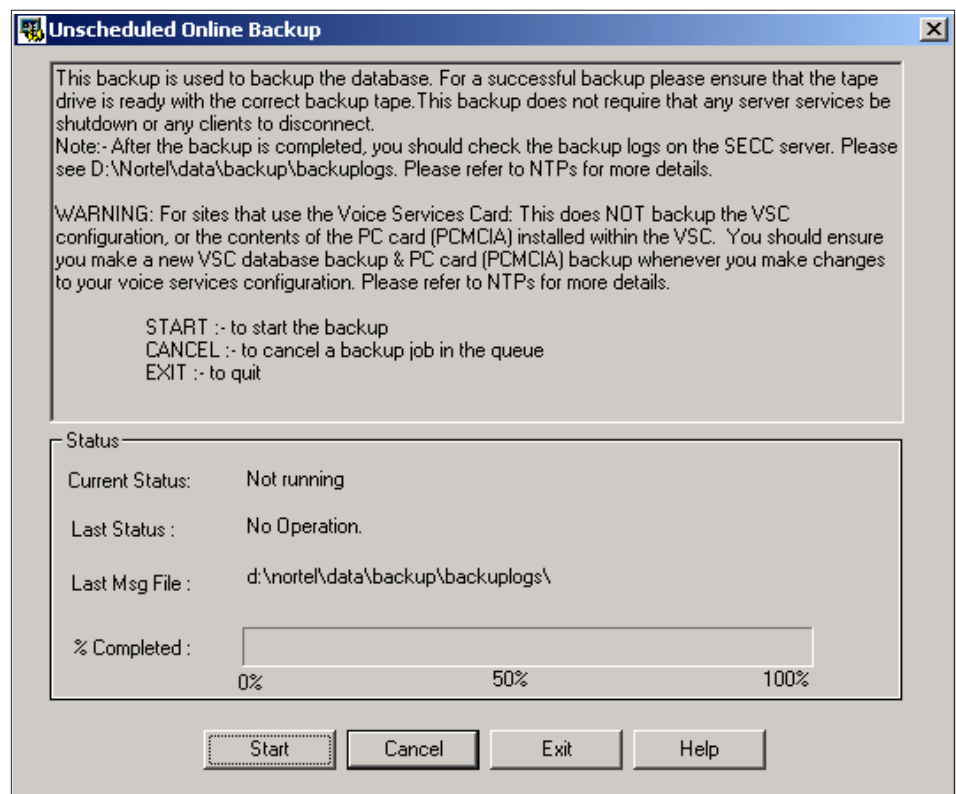 Unscheduled Online Backup
This backup is used to backup the database. For a successful backup please ensure that the tape
drive is ready with the correct backup tape.This backup does not require that any server services be
shutdown or any clients to disconnect.
Note:- After the backup is completed, you should check the backup logs on the SECC server. Please
see D:\Nortel\data\backup\backuplogs. Please refer to NTPs for more details.
WARNING: For sites that use the Voice Services Card: This does NOT backup the VSC
configuration, or the contents of the PC card (PCMCIA) installed within the VSC.  You should ensure
you make a new VSC database backup & PC card (PCMCIA) backup whenever you make changes
to your voice services configuration. Please refer to NTPs for more details.
START :- to start the backup
CANCEL :- to cancel a backup job in the queue
EXIT :- to quit
Status
Current Status: Not running
Last Status : No Operation.
Last Msg File : d:\nortel\data\backup\backuplogs\
% Completed :
0% 50% 100%
Start Cancel Exit Help